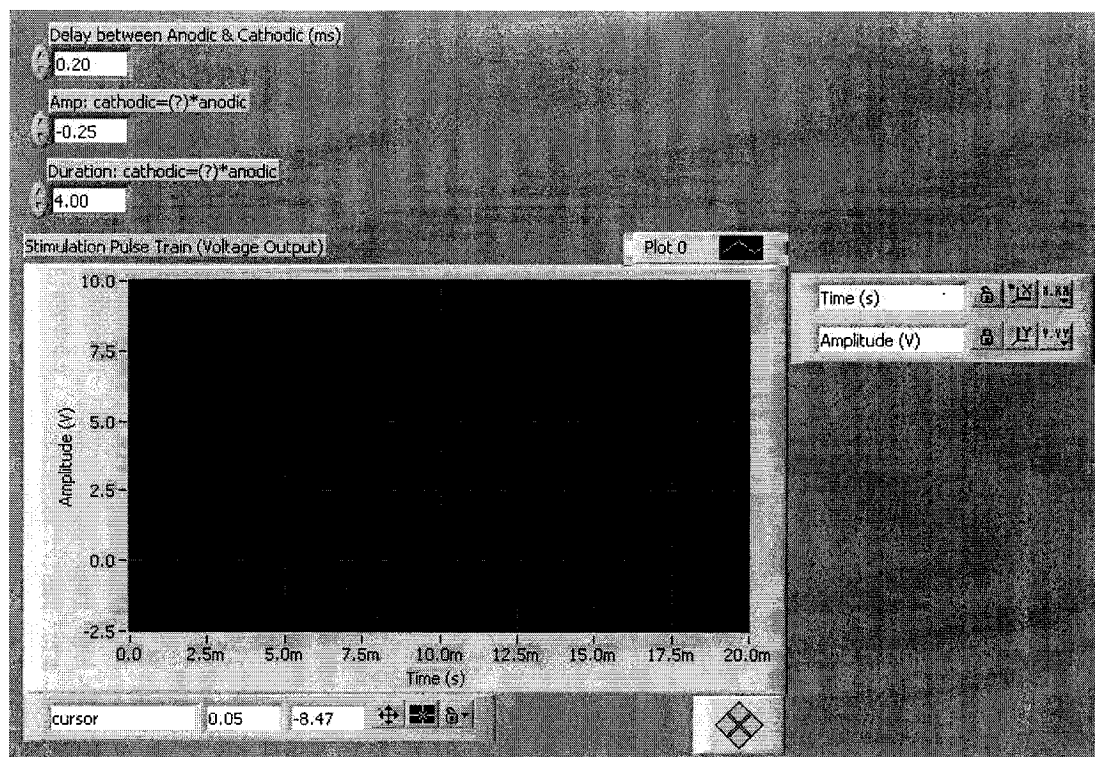 Delay between Anodic & Cathodic (ms)
0.20
Amp: cathodic=(?)*anodic
-0.25
Duration: cathodic=(?)*anodic
4.00
Stimulation Pulse Train (Voltage Output)
Plot 0
10.0
7.5
5.0
2.5
0.0
-2.5
Amplitude (V)
0.0 2.5m 5.0m 7.5m 10.0m 12.5m 15.0m 17.5m 20.0m
Time (s)
Time (s)
Amplitude (V)
cursor 0.05 -8.47